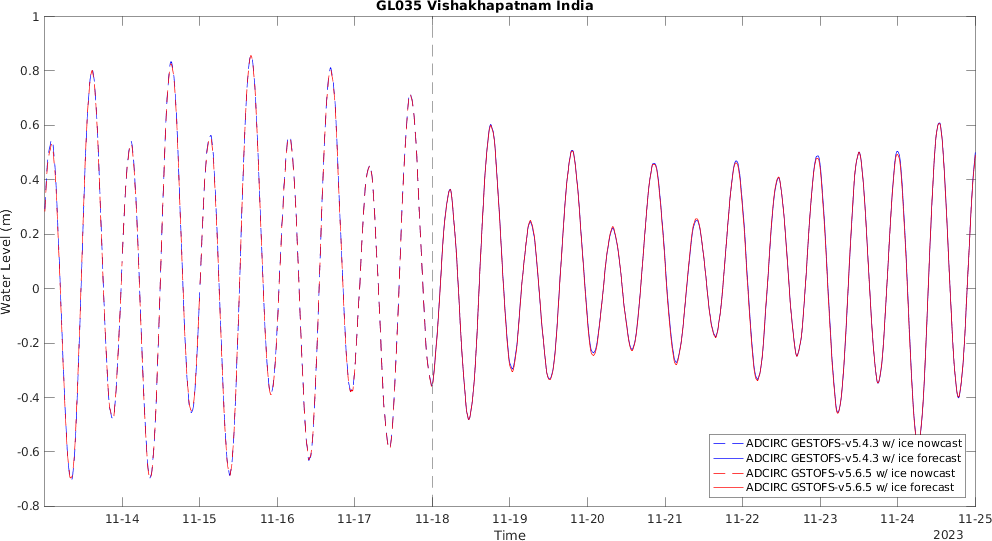 GL035 Vishakhapatnam India
1
0.8
0.6
0.4
0.2
0
-0.2
-0.4
-0.6
-0.8
Water Level (m)
11-14 11-15 11-16 11-17 11-18 11-19 11-20 11-21 11-22 11-23 11-24 11-25
Time
2023
ADCIRC GESTOFS-v5.4.3 w/ ice nowcast
ADCIRC GESTOFS-v5.4.3 w/ ice forecast
ADCIRC GSTOFS-v5.6.5 w/ ice nowcast
ADCIRC GSTOFS-v5.6.5 w/ ice forecast